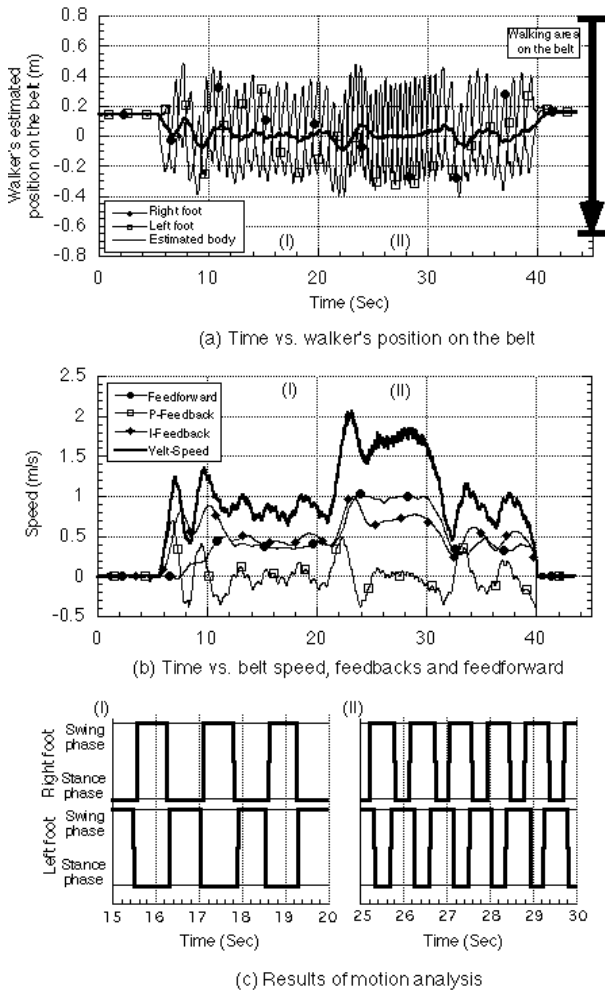 0.8
0.6
0.4
0.2
0
-0.2
-0.4
-0.6
-0.8
Walker's estimated
position on the belt (m)
Walking area
on the belt
Right foot
Left foot
Estimated body
(I)
(II)
0 10 20 30 40
Time (Sec)
(a) Time vs. walker's position on the belt
2.5
2
1.5
1
0.5
0
-0.5
Speed (m/s)
Feedforward
P-Feedback
I-Feedback
Velt-Speed
(I)
(II)
0 10 20 30 40
(b) Time vs. belt speed, feedbacks and feedforward
(I)
(II)
Right foot
Swing
phase
Stance
phase
Left foot
Swing
phase
Stance
phase
15 16 17 18 19 20
Time (Sec)
25 26 27 28 29 30
Time (Sec)
(c) Results of motion analysis